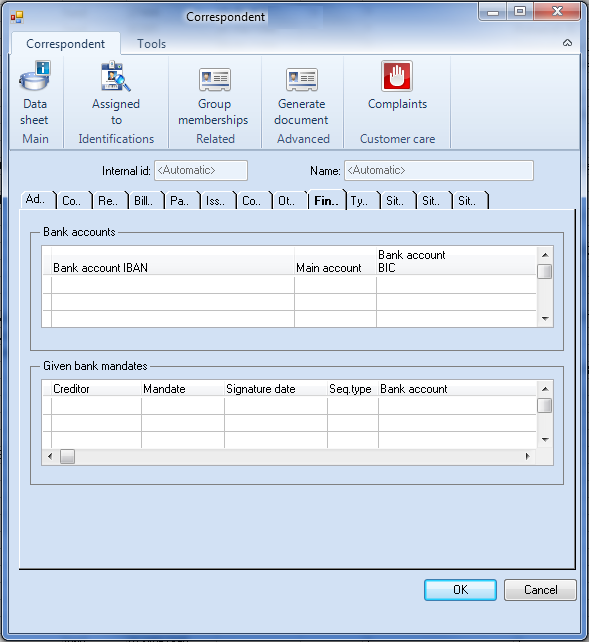 Correspondent
Correspondent Tools
Data sheet
Assigned to
Group memberships
Generate document
Complaints
Main Identifications Related Advanced Customer care
Internal id: <Automatic> Name: <Automatic>
Ad.. Co.. Re.. Bill.. Pa.. Iss.. Co.. Ot.. Fin.. Ty.. Sit.. Sit.. Sit..
Bank accounts
Bank account IBAN Main account Bank account BIC
Given bank mandates
Creditor Mandate Signature date Seq.type Bank account
OK Cancel